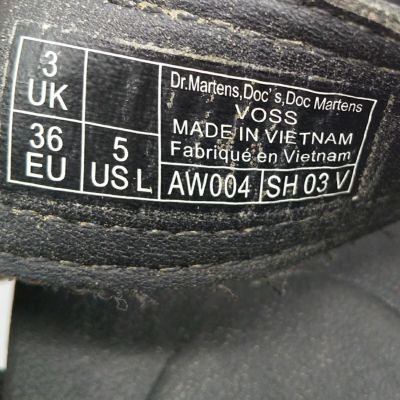 3
UK
36
EU
5
US L
Dr.Martens,Doc's,Doc Martens
VOSS
MADE IN VIETNAM
Fabriqué en Vietnam
AW004
SH 03 V